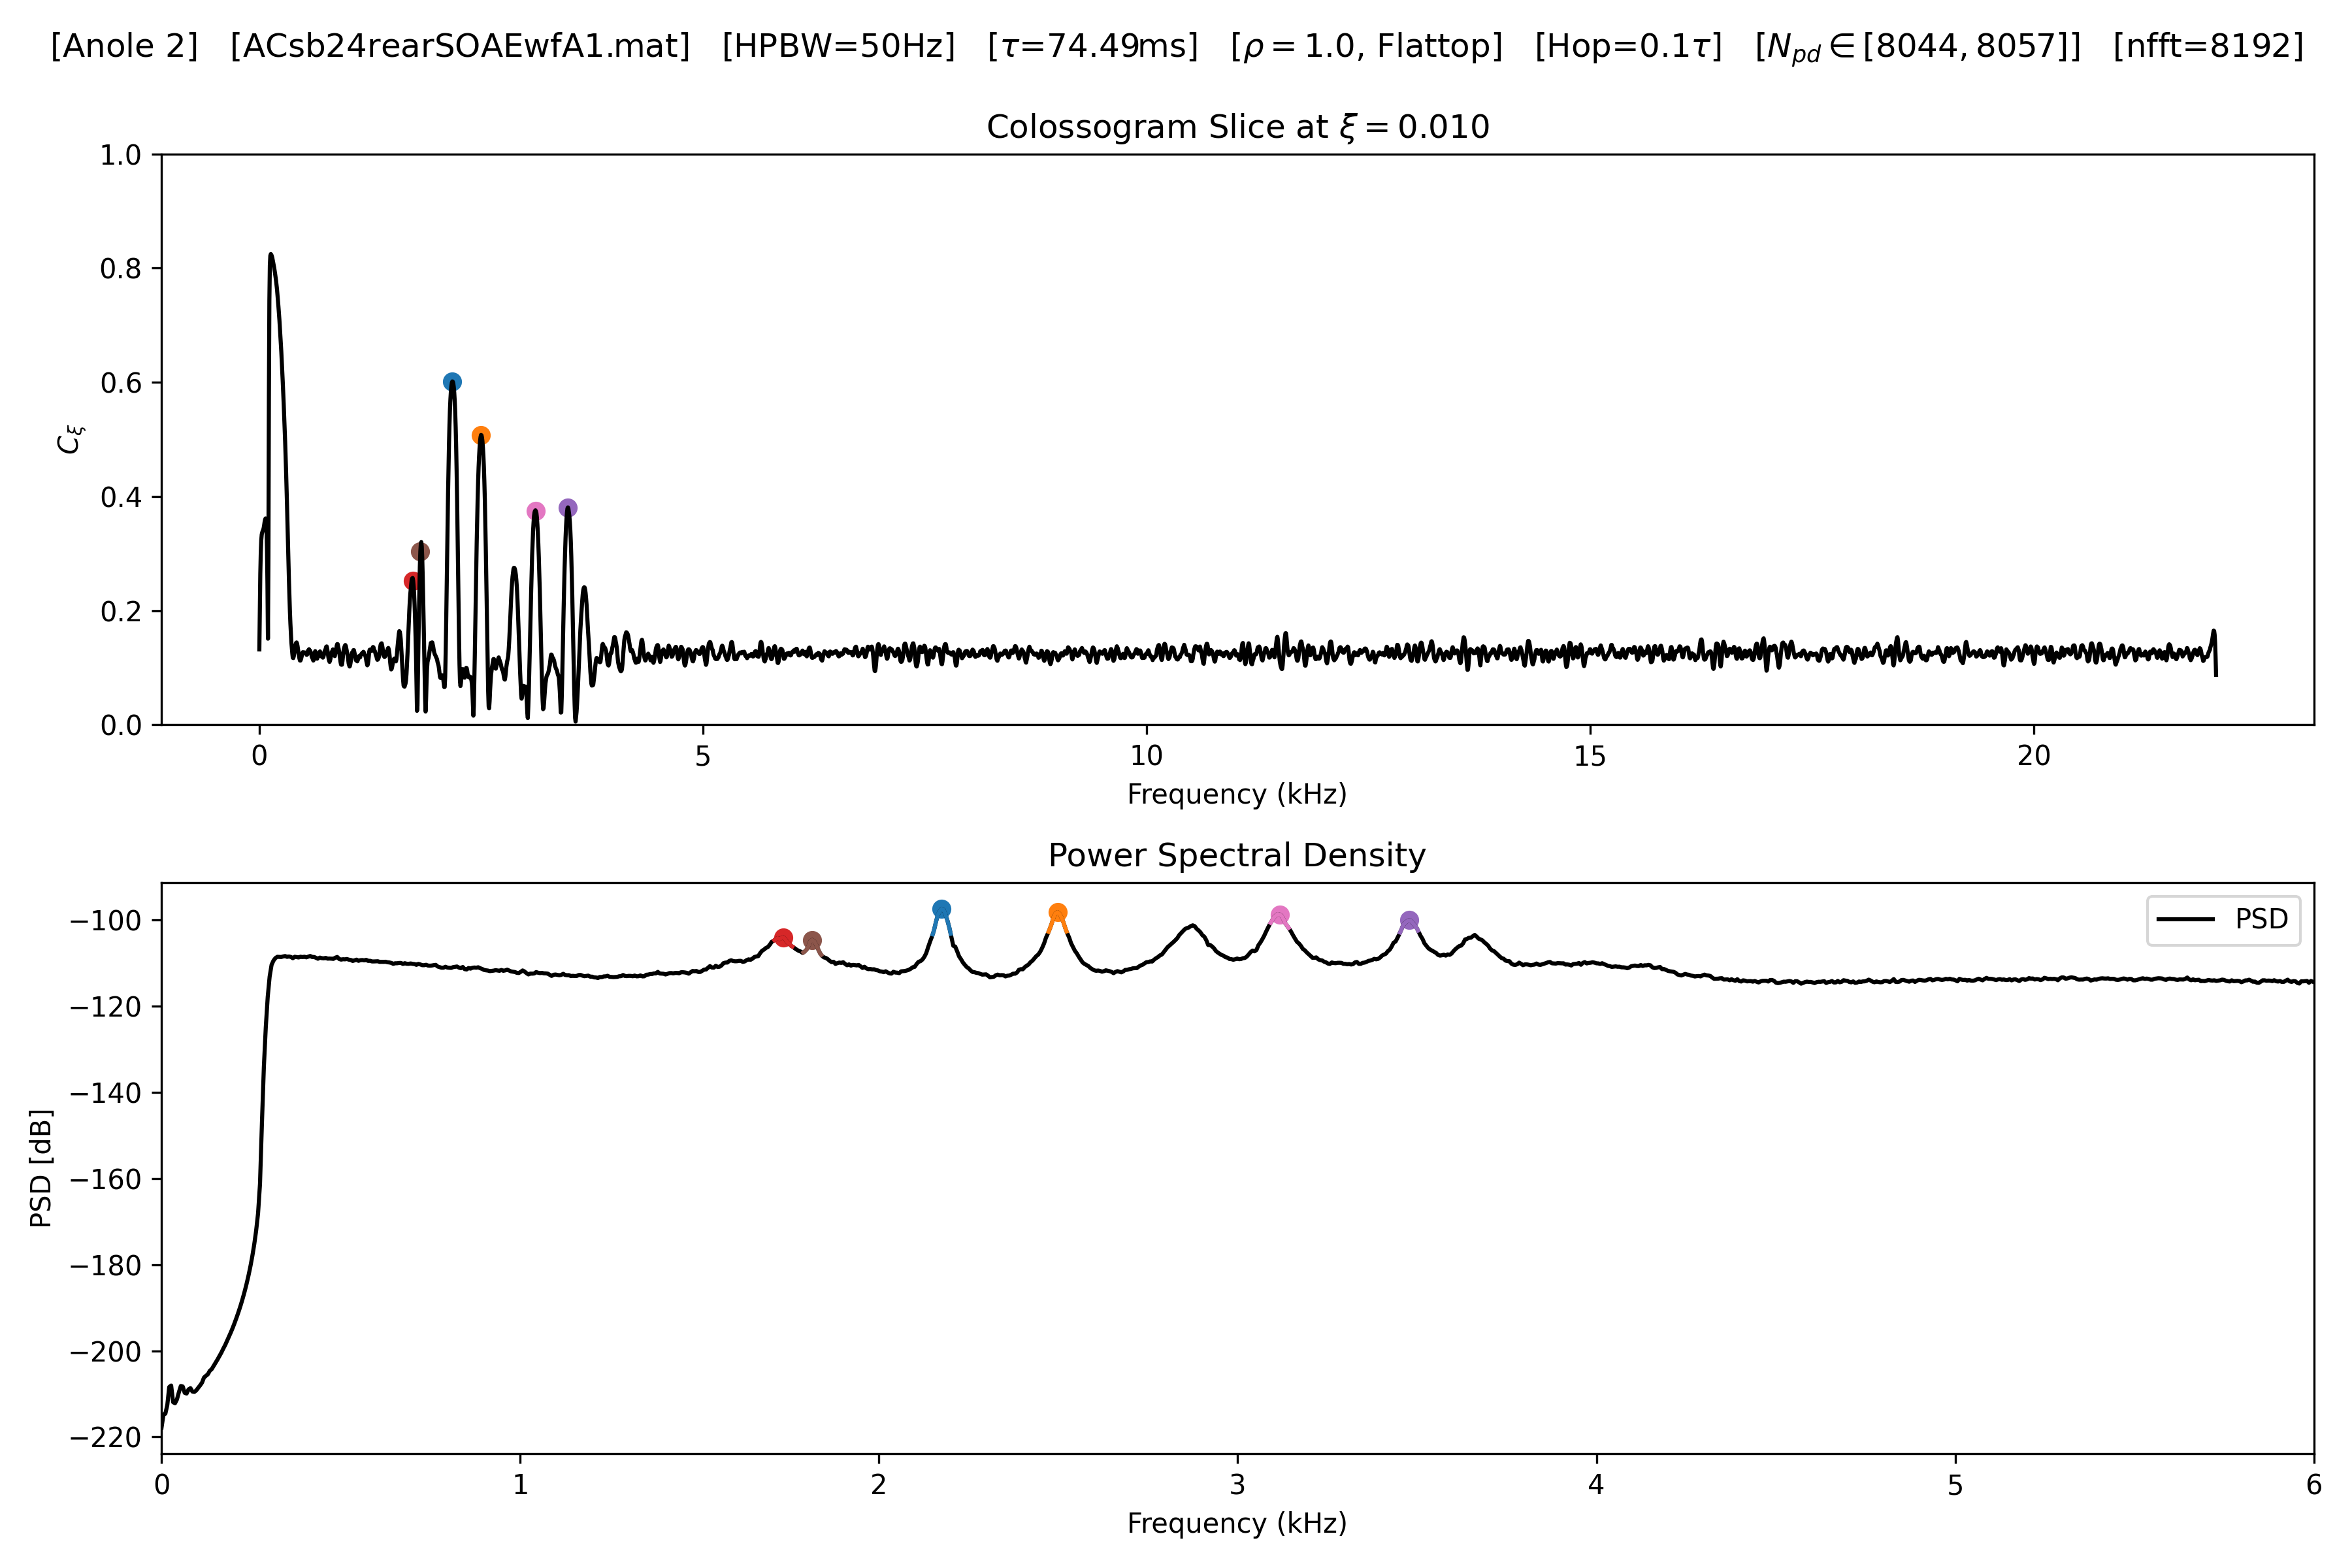 [Anole 2] [ACsb24rearSOAEwfA1.mat] [HPBW=50Hz] [τ=74.49ms] [ρ = 1.0, Flattop] [Hop=0.1τ] [N_pd ∈ [8044, 8057]] [nfft=8192]
Colossogram Slice at ξ = 0.010
1.0
0.8
0.6
0.4
0.2
0.0
C_ξ
0 5 10 15 20
Frequency (kHz)
Power Spectral Density
PSD
−100
−120
−140
−160
−180
−200
−220
PSD [dB]
0 1 2 3 4 5 6
Frequency (kHz)